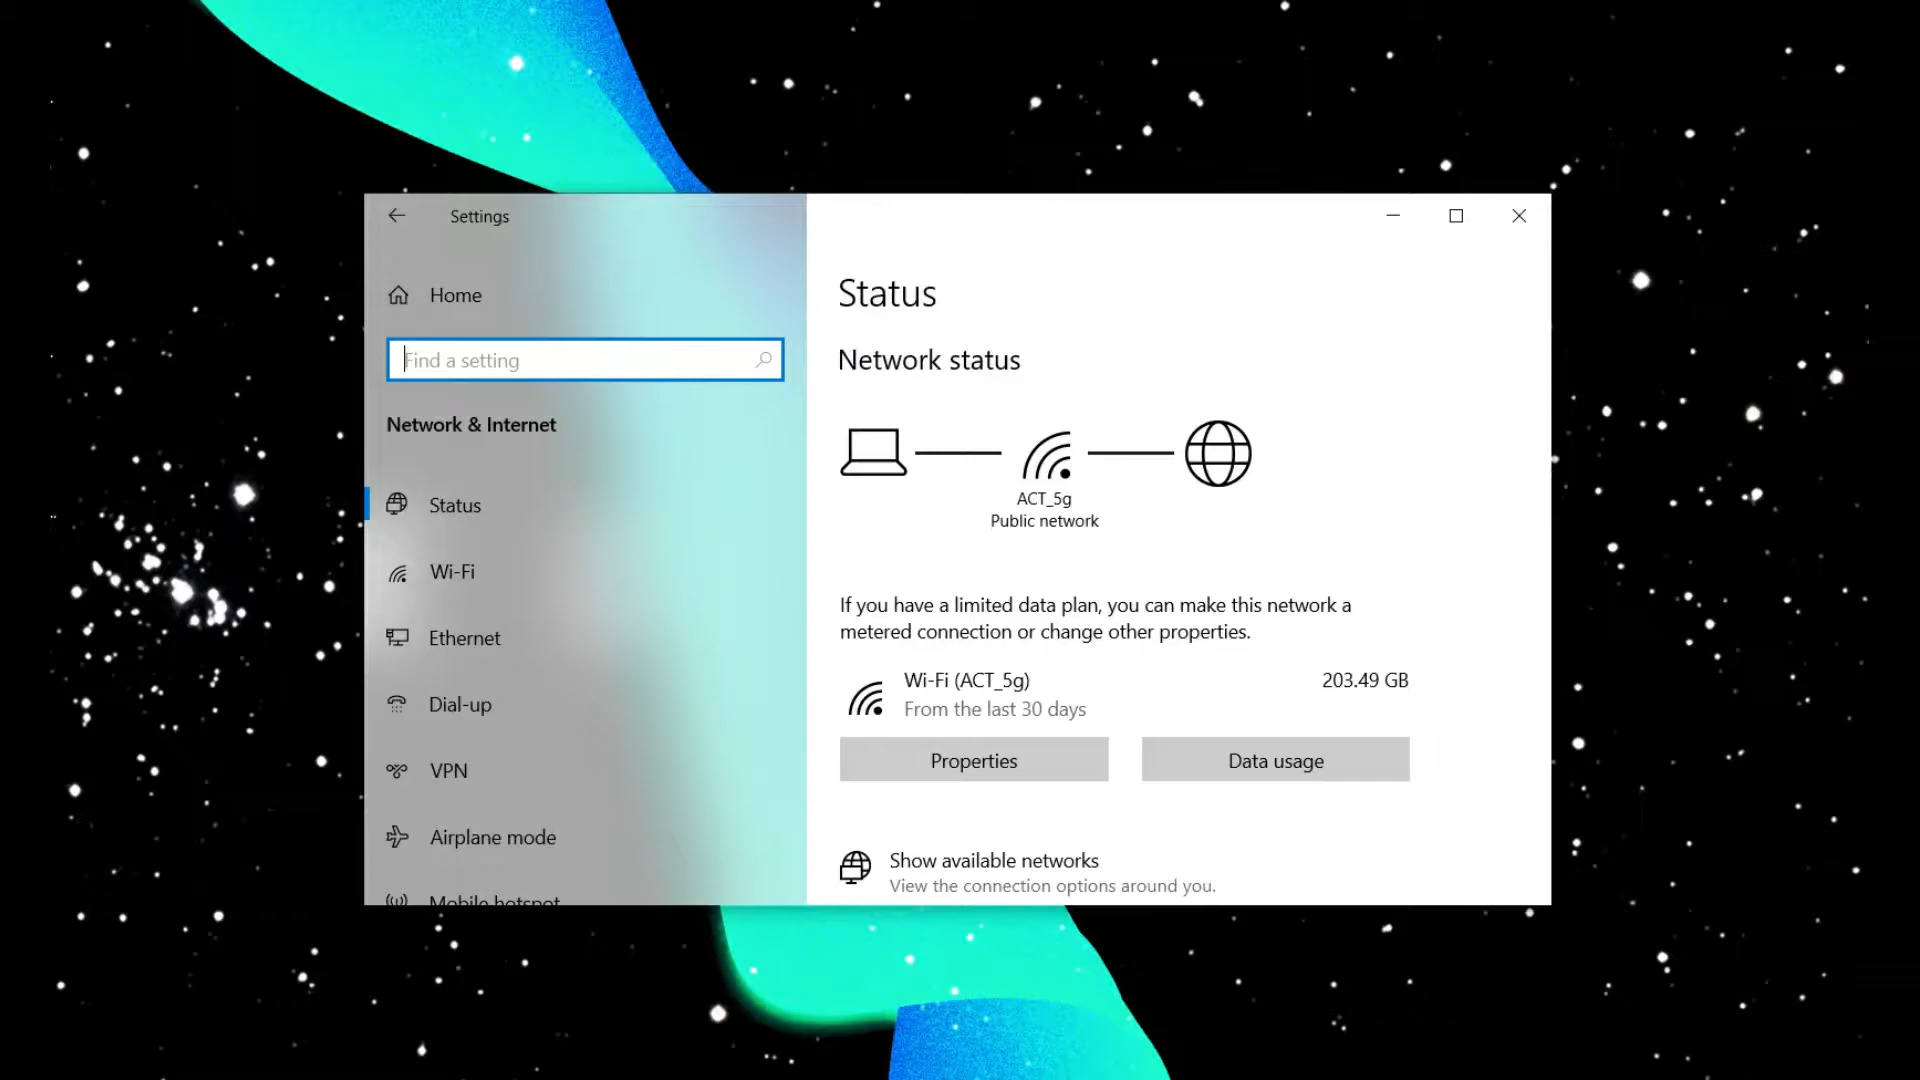 Settings
Home
Find a setting
Network & Internet
Status
Wi-Fi
Ethernet
Dial-up
VPN
Airplane mode
Mobile hotspot
Status
Network status
ACT_5g
Public network
If you have a limited data plan, you can make this network a
metered connection or change other properties.
Wi-Fi (ACT_5g) 203.49 GB
From the last 30 days
Properties Data usage
Show available networks
View the connection options around you.